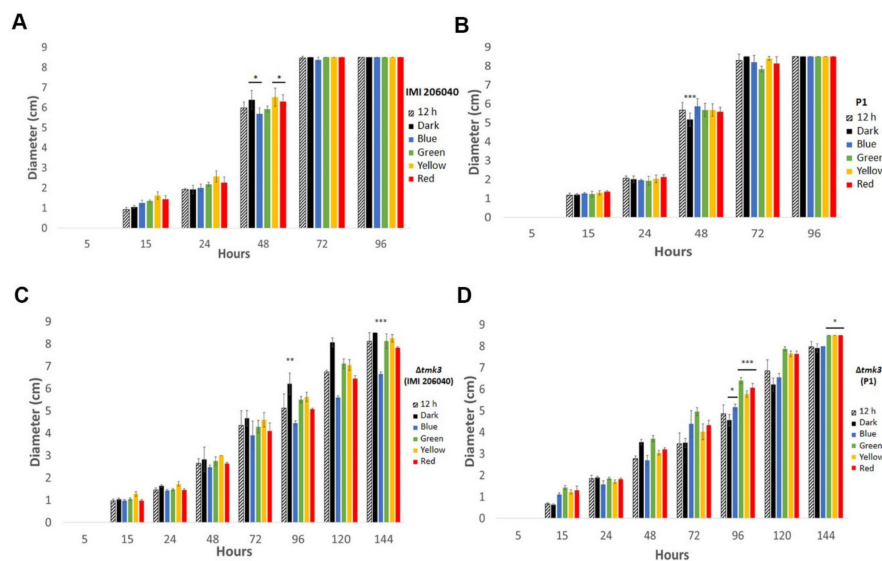 A
9
8
7
6
5
4
3
2
1
0
Diameter (cm)
*
*
IMI 206040
12 h
Dark
Blue
Green
Yellow
Red
5 15 24 48 72 96
Hours
B
9
8
7
6
5
4
3
2
1
0
Diameter (cm)
***
P1
12 h
Dark
Blue
Green
Yellow
Red
5 15 24 48 72 96
Hours
C
9
8
7
6
5
4
3
2
1
0
Diameter (cm)
**
***
Δtmk3
(IMI 206040)
12 h
Dark
Blue
Green
Yellow
Red
5 15 24 48 72 96 120 144
Hours
D
9
8
7
6
5
4
3
2
1
0
Diameter (cm)
*
***
*
Δtmk3
(P1)
12 h
Dark
Blue
Green
Yellow
Red
5 15 24 48 72 96 120 144
Hours